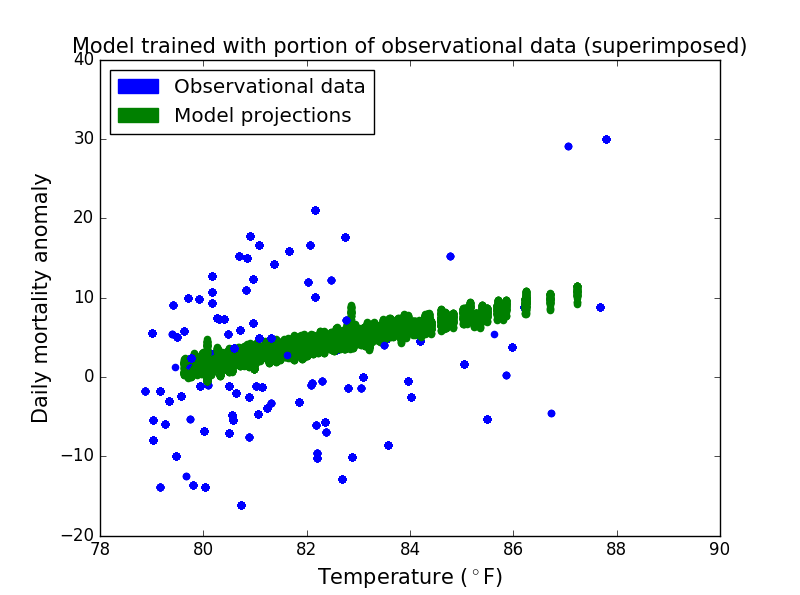 Model trained with portion of observational data (superimposed)
40
30
20
10
0
−10
−20
Observational data
Model projections
Daily mortality anomaly
78 80 82 84 86 88 90
Temperature (°F)